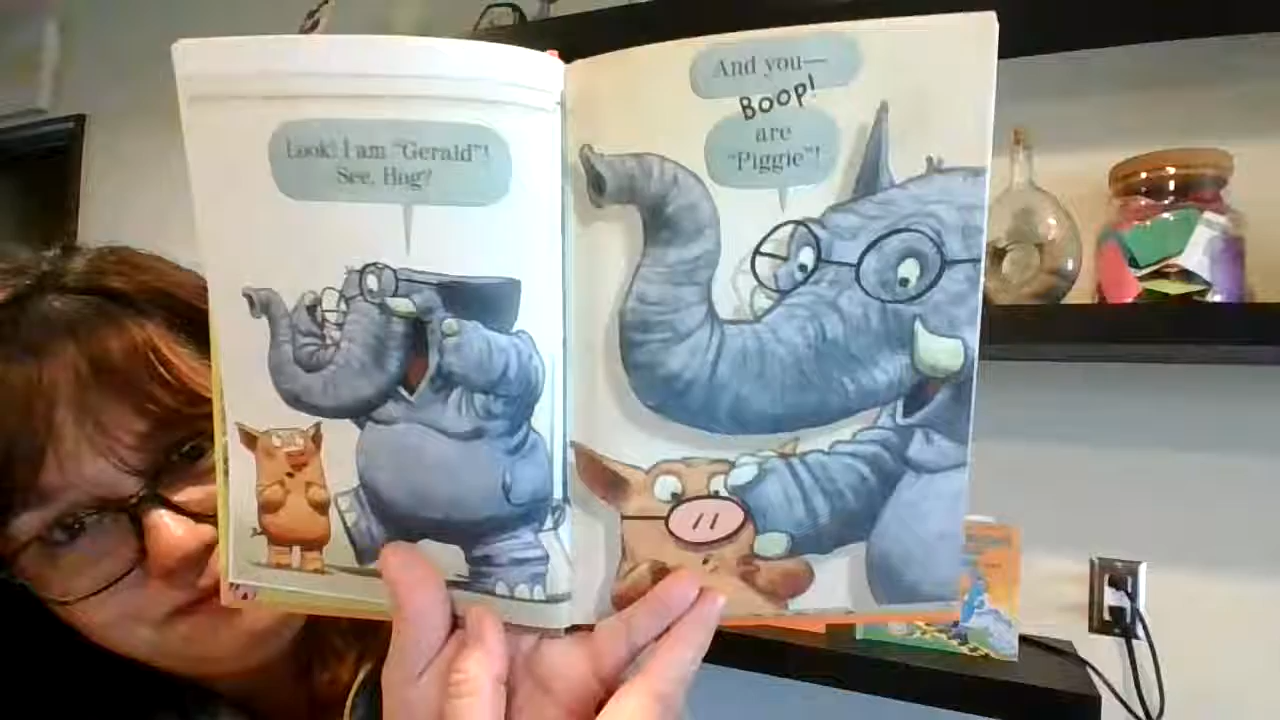 Look! I am "Gerald"!
See, Hog?
And you—
BOOP!
are
"Piggie"!